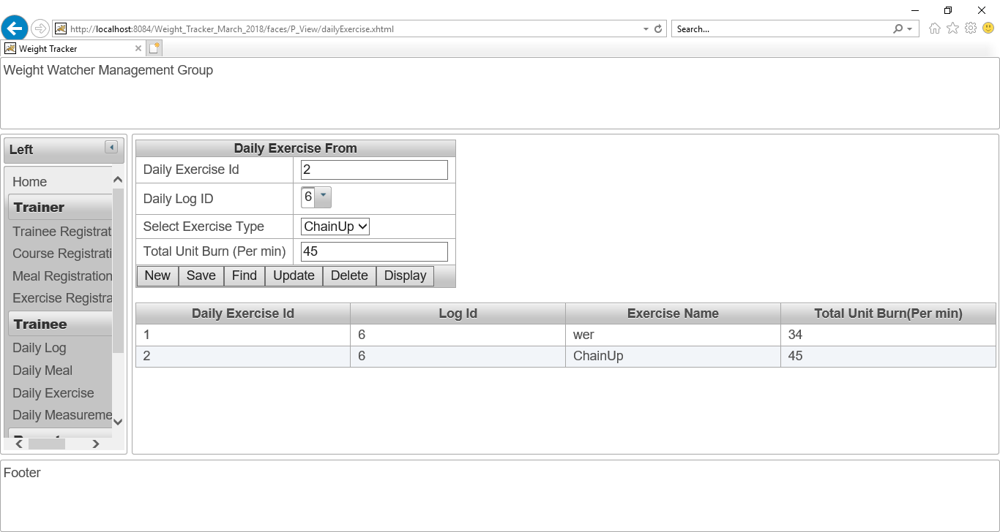 http://localhost:8084/Weight_Tracker_March_2018/faces/P_View/dailyExercise.xhtml
Search...
Weight Tracker
Weight Watcher Management Group
Left
Home
Trainer
Trainee Registrat
Course Registrati
Meal Registration
Exercise Registra
Trainee
Daily Log
Daily Meal
Daily Exercise
Daily Measureme
Daily Exercise From
Daily Exercise Id 2
Daily Log ID 6
Select Exercise Type ChainUp
Total Unit Burn (Per min) 45
New Save Find Update Delete Display
Daily Exercise Id Log Id Exercise Name Total Unit Burn(Per min)
1 6 wer 34
2 6 ChainUp 45
Footer